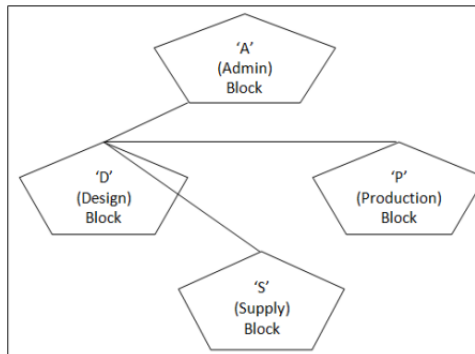 ‘A’
(Admin)
Block
‘D’
(Design)
Block
‘P’
(Production)
Block
‘S’
(Supply)
Block